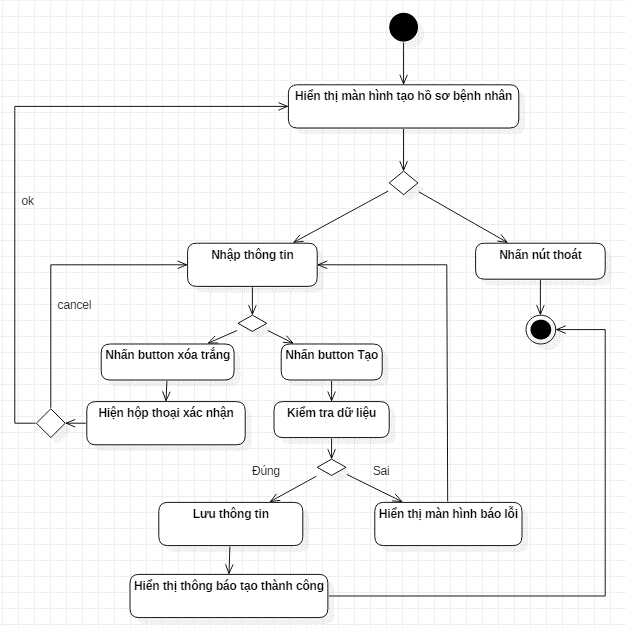 Hiển thị màn hình tạo hồ sơ bệnh nhân
ok
Nhập thông tin
Nhấn nút thoát
cancel
Nhấn button xóa trắng
Nhấn button Tạo
Hiện hộp thoại xác nhận
Kiểm tra dữ liệu
Đúng
Sai
Lưu thông tin
Hiển thị màn hình báo lỗi
Hiển thị thông báo tạo thành công